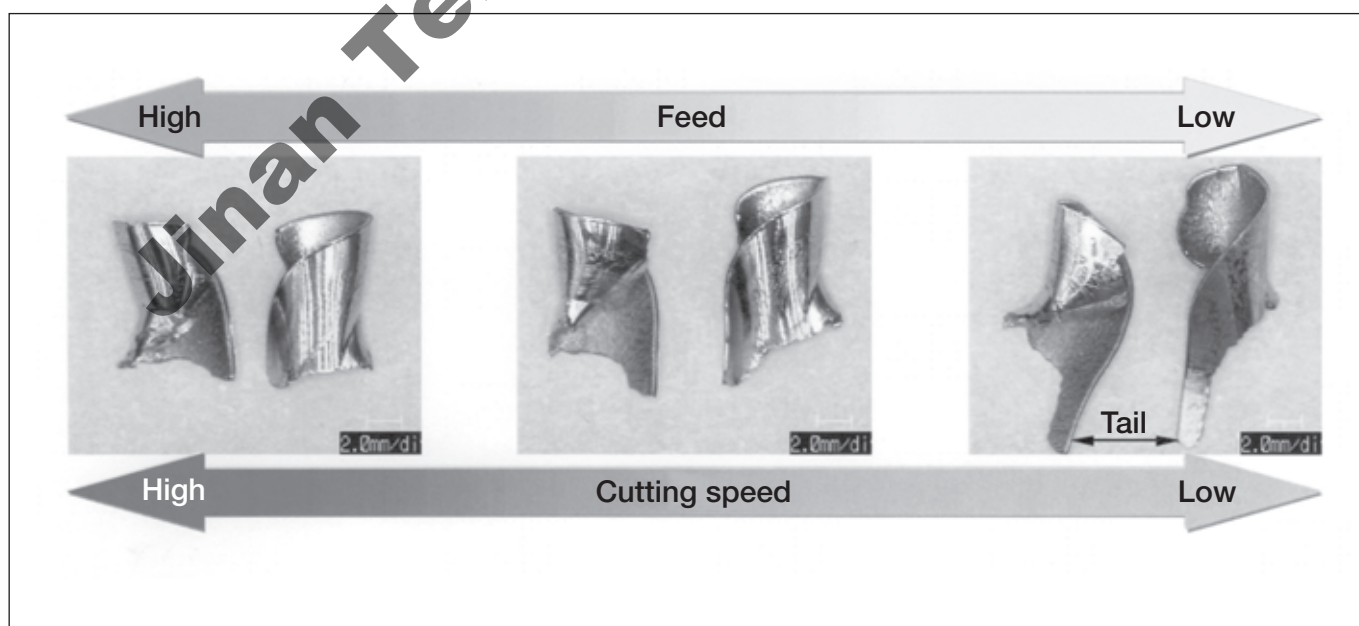 High Feed Low
Jinan Te
2.0mm/di 2.0mm/di 2.0mm/di
Tail
High Cutting speed Low